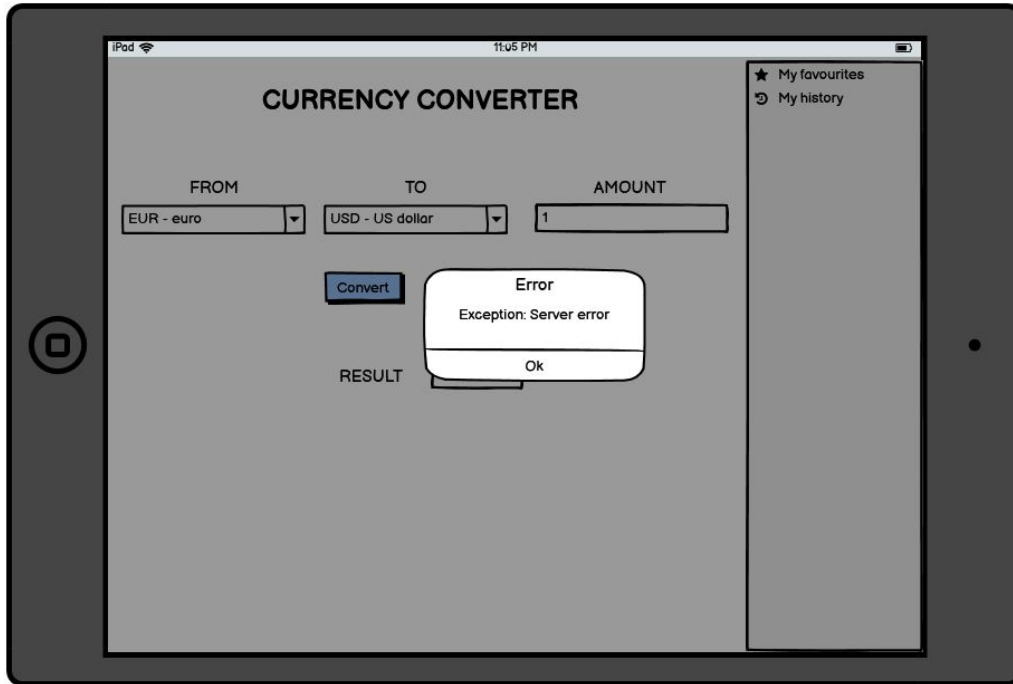 iPad
11:05 PM
My favourites
My history
CURRENCY CONVERTER
FROM
TO
AMOUNT
EUR - euro
USD - US dollar
1
Convert
Error
Exception: Server error
Ok
RESULT